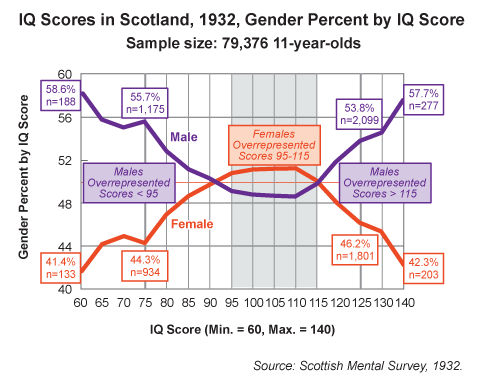 IQ Scores in Scotland, 1932, Gender Percent by IQ Score
Sample size: 79,376 11-year-olds
Gender Percent by IQ Score
60
56
52
48
44
40
58.6%
n=188
55.7%
n=1,175
Male
Females
Overrepresented
Scores 95-115
53.8%
n=2,099
57.7%
n=277
Males
Overrepresented
Scores < 95
Males
Overrepresented
Scores > 115
Female
41.4%
n=133
44.3%
n=934
46.2%
n=1,801
42.3%
n=203
60 65 70 75 80 85 90 95 100 105 110 115 120 125 130 140
IQ Score (Min. = 60, Max. = 140)
Source: Scottish Mental Survey, 1932.